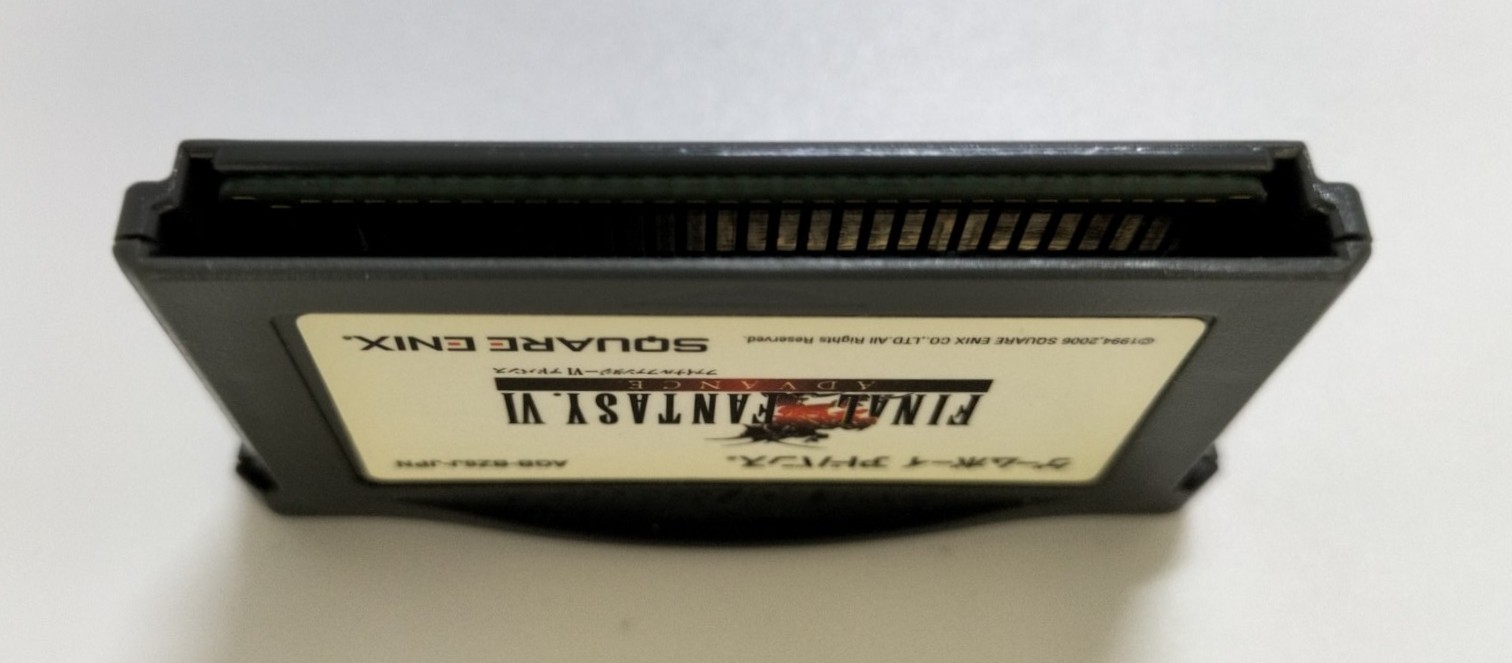 ゲームボーイ アドバンス® AGB-BZ6J-JPN
FINAL FANTASY.VI
ADVANCE
ファイナルファンタジーVI アドバンス
©1994,2006 SQUARE ENIX CO.,LTD.All Rights Reserved. SQUARE ENIX®